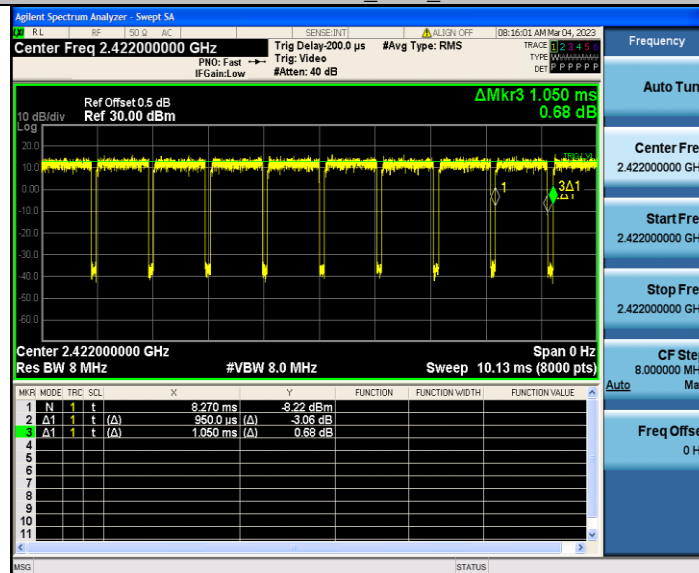 Agilent Spectrum Analyzer - Swept SA
RL RF 50 Ω AC SENSE:INT ALIGN OFF 08:16:01 AM Mar 04, 2023
Center Freq 2.422000000 GHz
PNO: Fast
IFGain:Low
Trig Delay-200.0 µs
Trig: Video
#Atten: 40 dB
#Avg Type: RMS
TRACE 1 2 3 4 5 6
TYPE
DET P P P P P P
Ref Offset 0.5 dB
10 dB/div Ref 30.00 dBm
Log
ΔMkr3 1.050 ms
0.68 dB
20.0
10.0
0.00
-10.0
-20.0
-30.0
-40.0
-50.0
-60.0
1
3Δ1
Center 2.422000000 GHz Span 0 Hz
Res BW 8 MHz #VBW 8.0 MHz Sweep 10.13 ms (8000 pts)
MKR MODE TRC SCL X Y FUNCTION FUNCTION WIDTH FUNCTION VALUE
1 N 1 t 8.270 ms -8.22 dBm
2 Δ1 1 t (Δ) 950.0 µs (Δ) -3.06 dB
3 Δ1 1 t (Δ) 1.050 ms (Δ) 0.68 dB
4
5
6
7
8
9
10
11
MSG STATUS
Frequency
Auto Tun
Center Fre
2.422000000 GH
Start Fre
2.422000000 GH
Stop Fre
2.422000000 GH
CF Ste
8.000000 MH
Auto Ma
Freq Offse
0 H